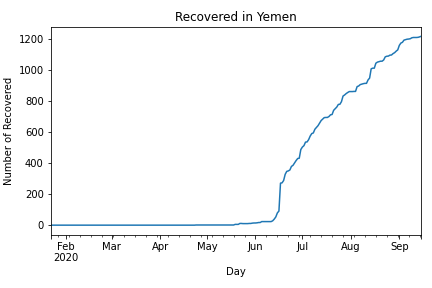 Recovered in Yemen
Number of Recovered
1200
1000
800
600
400
200
0
Feb Mar Apr May Jun Jul Aug Sep
2020
Day